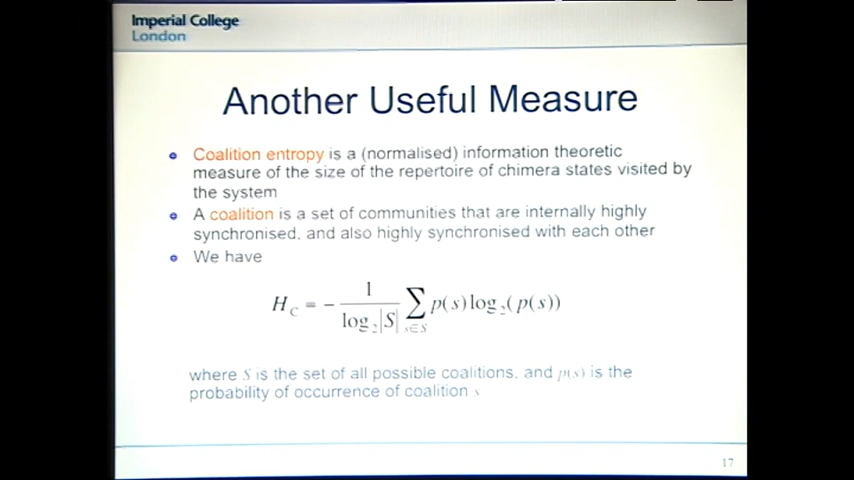 Imperial College
London
Another Useful Measure
Coalition entropy is a (normalised) information theoretic
measure of the size of the repertoire of chimera states visited by
the system
A coalition is a set of communities that are internally highly
synchronised, and also highly synchronised with each other
We have
H_C = - 1/(log_2|S|) ∑_{s∈S} p(s) log_2(p(s))
where S is the set of all possible coalitions, and p(s) is the
probability of occurrence of coalition s
17